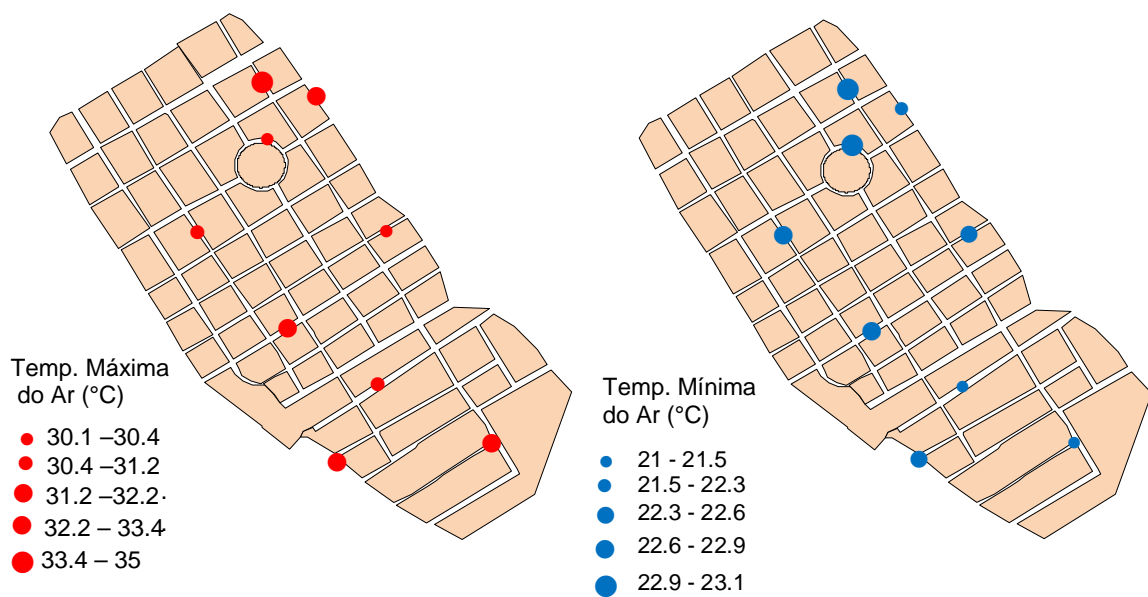 Temp. Máxima
do Ar (°C)
30.1 –30.4
30.4 –31.2
31.2 –32.2·
32.2 – 33.4
33.4 – 35
Temp. Mínima
do Ar (°C)
21 - 21.5
21.5 - 22.3
22.3 - 22.6
22.6 - 22.9
22.9 - 23.1